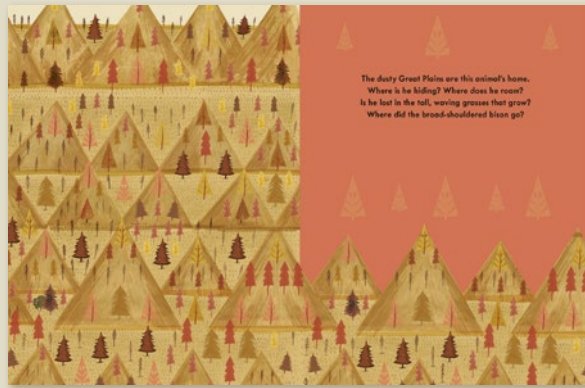 The dusty Great Plains are this animal's home.
Where is he hiding? Where does he roam?
Is he lost in the tall, waving grasses that grow?
Where did the broad-shouldered bison go?